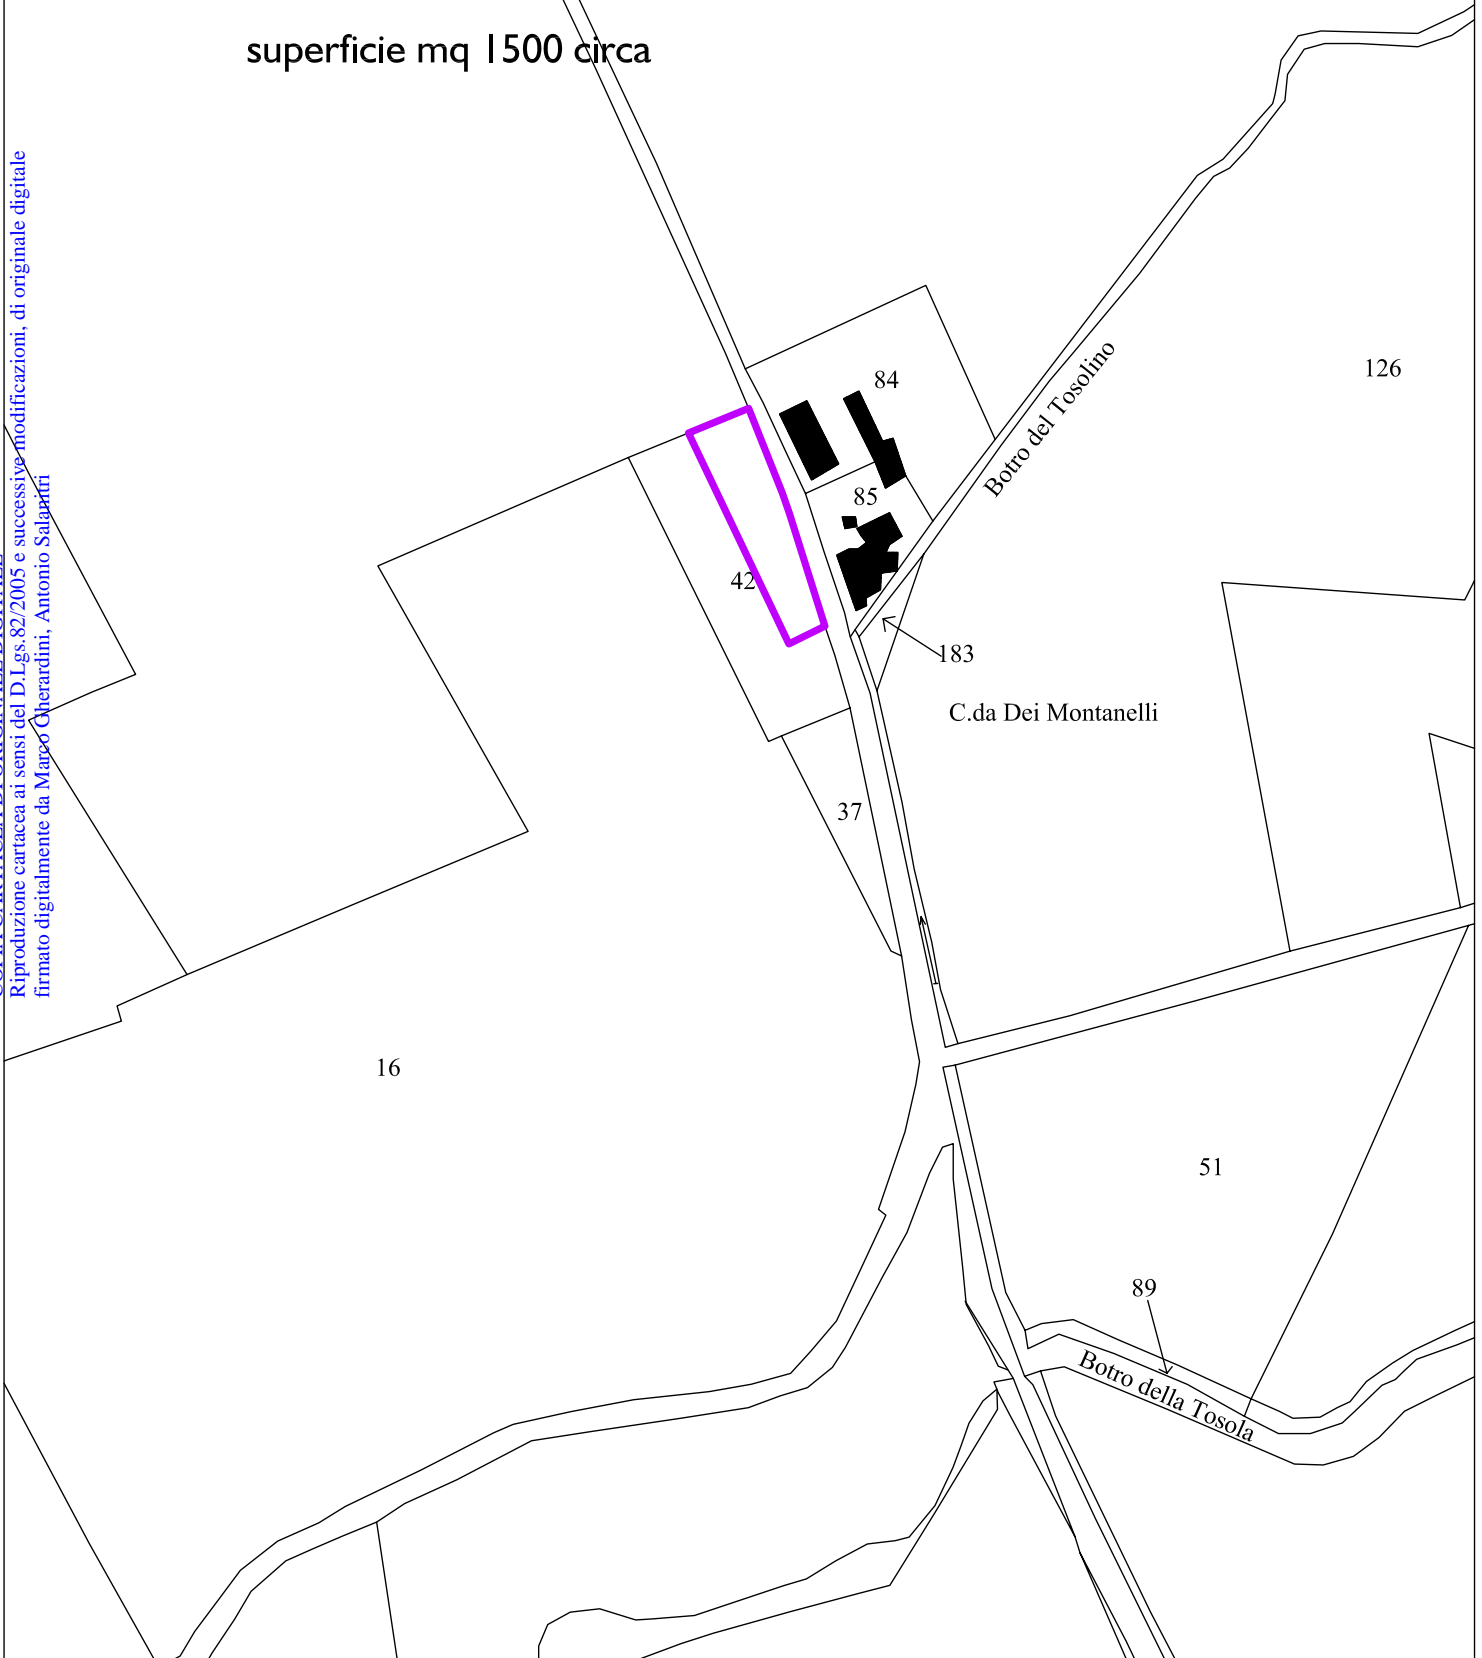 superficie mq 1500 circa
Riproduzione cartacea ai sensi del D.Lgs.82/2005 e successive modificazioni, di originale digitale
firmato digitalmente da Marco Gherardini, Antonio Salanitri
84
126
Botro del Tosolino
85
42
183
C.da Dei Montanelli
37
16
51
89
Botro della Tosola